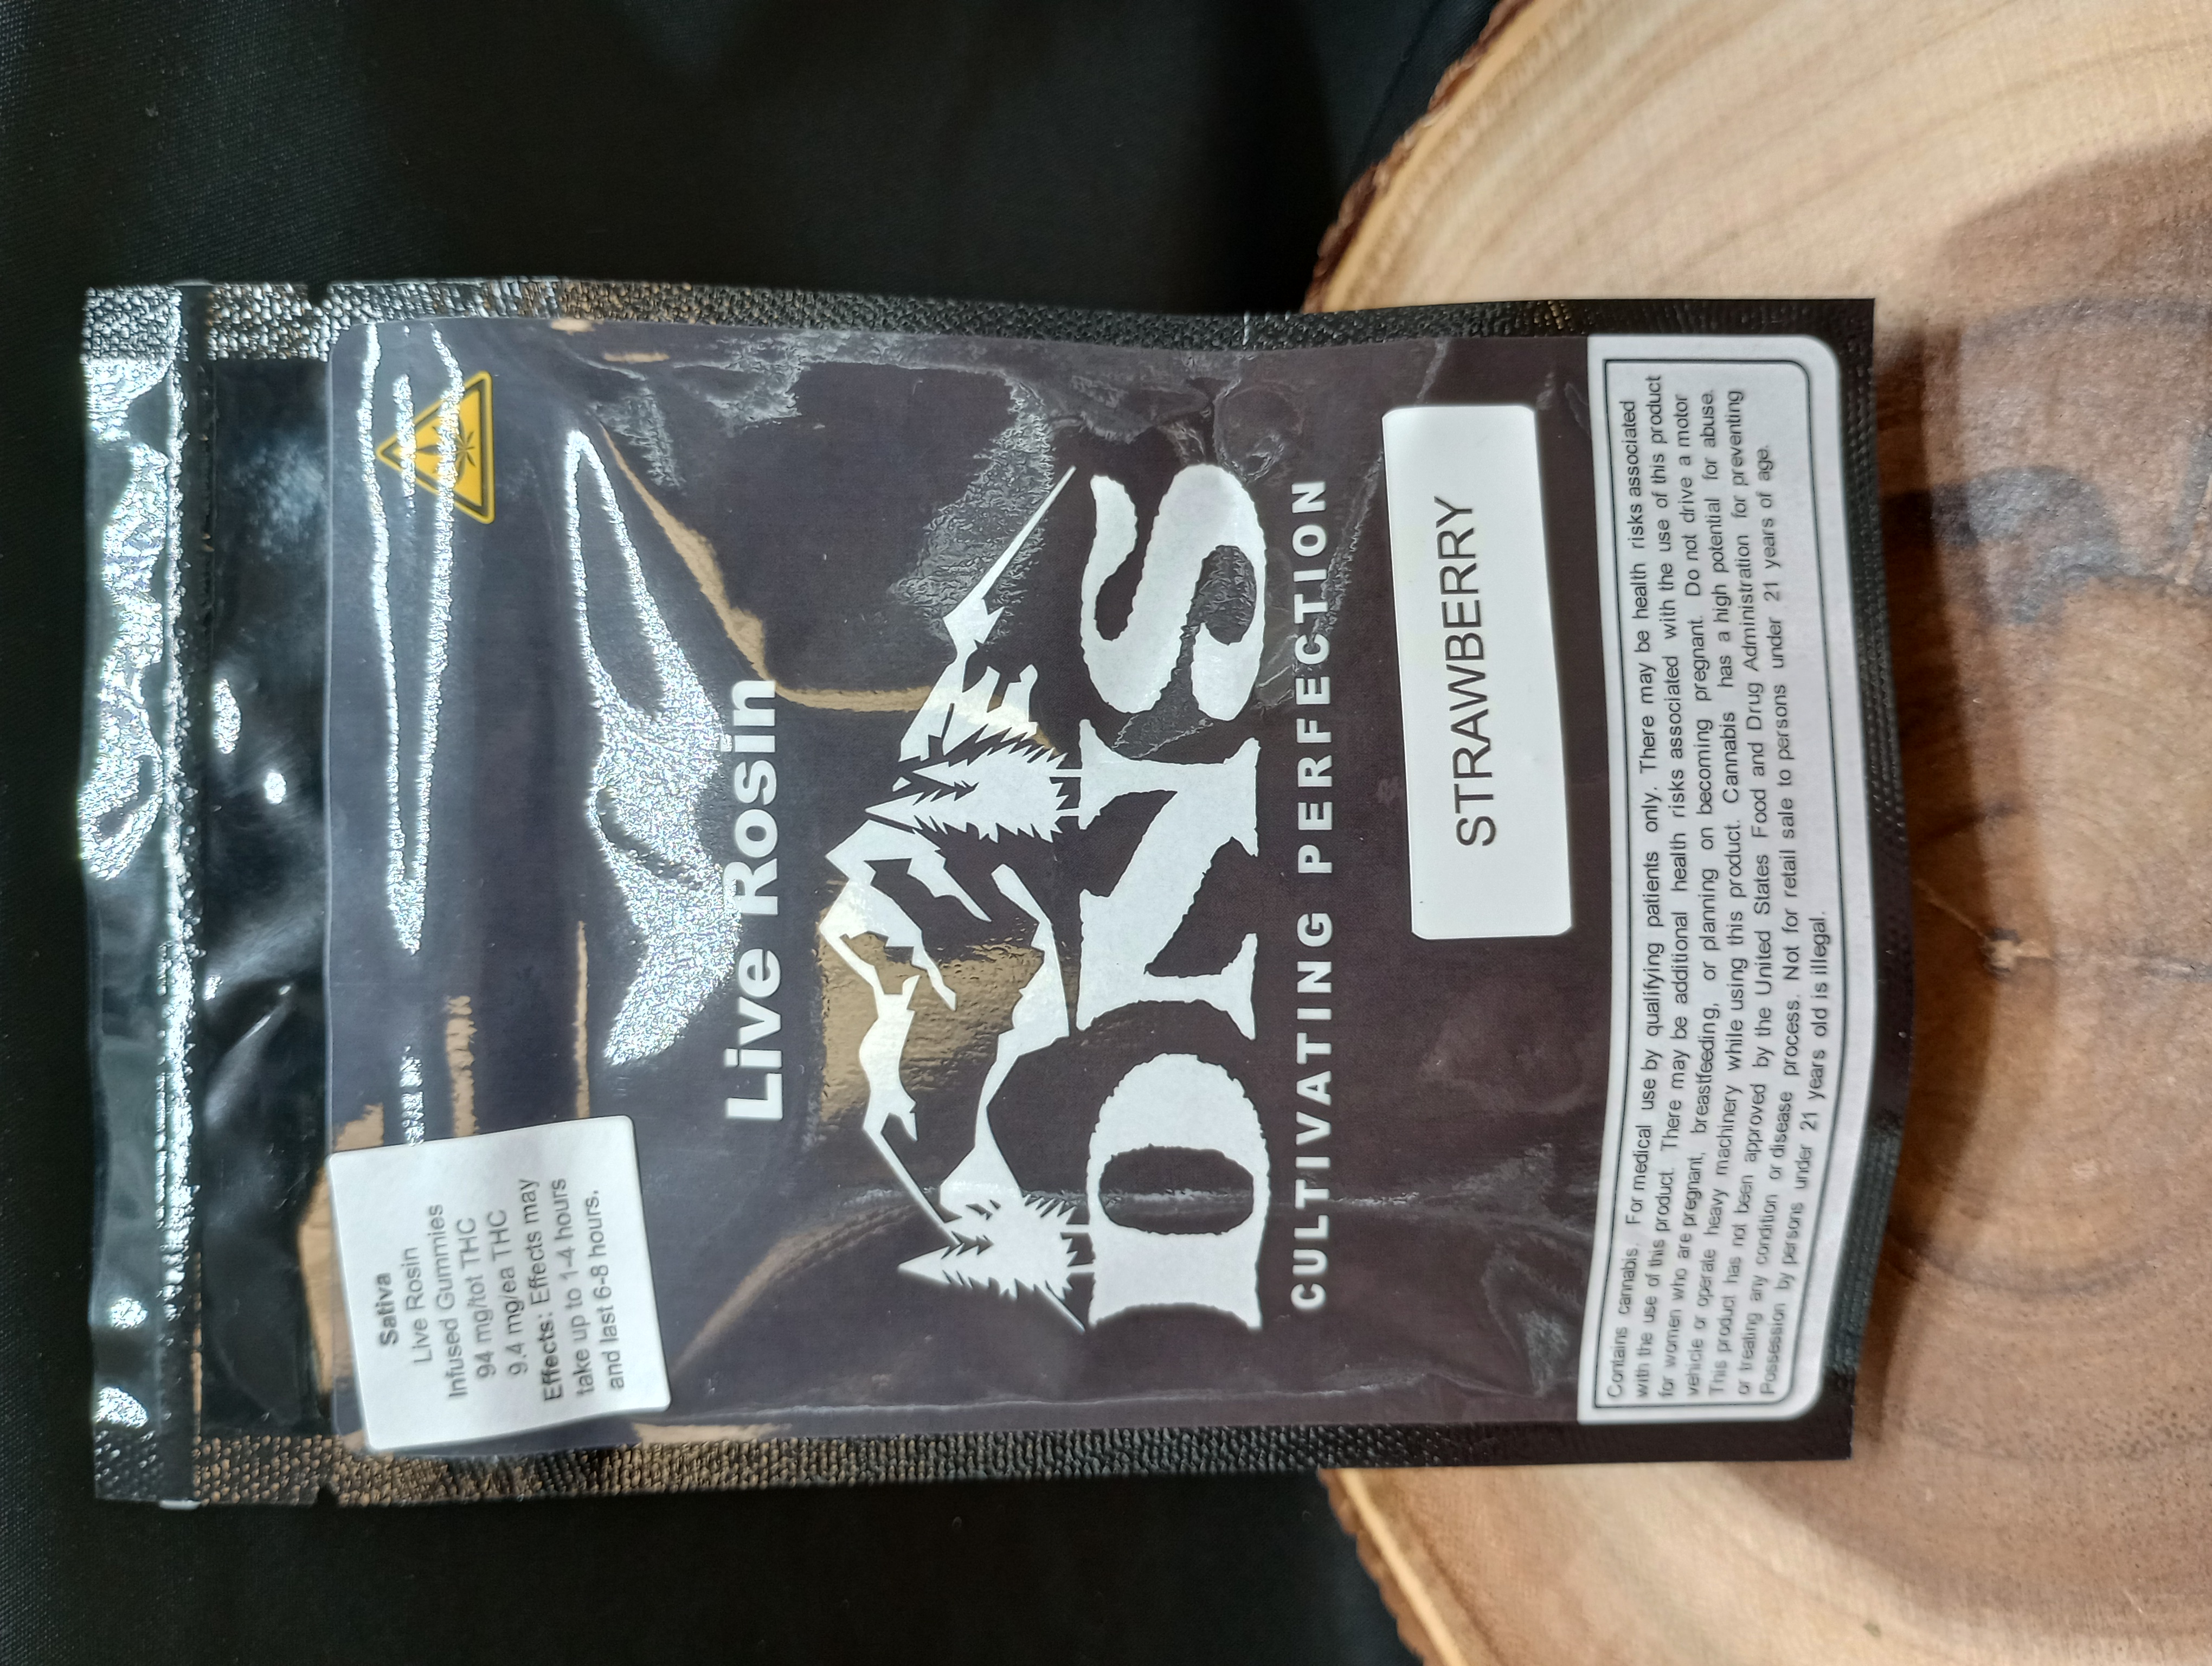 Sativa
Live Rosin
Infused Gummies
94 mg/tot THC
9.4 mg/ea THC
Effects: Effects may
take up to 1-4 hours
and last 6-8 hours.
Live Rosin
DNS
CULTIVATING PERFECTION
STRAWBERRY
Contains cannabis. For medical use by qualifying patients only. There may be health risks associated
with the use of this product. There may be additional health risks associated with the use of this product
for women who are pregnant, breastfeeding, or planning on becoming pregnant. Do not drive a motor
vehicle or operate heavy machinery while using this product. Cannabis has a high potential for abuse.
This product has not been approved by the United States Food and Drug Administration for preventing
or treating any condition or disease process. Not for retail sale to persons under 21 years of age.
Possession by persons under 21 years old is illegal.